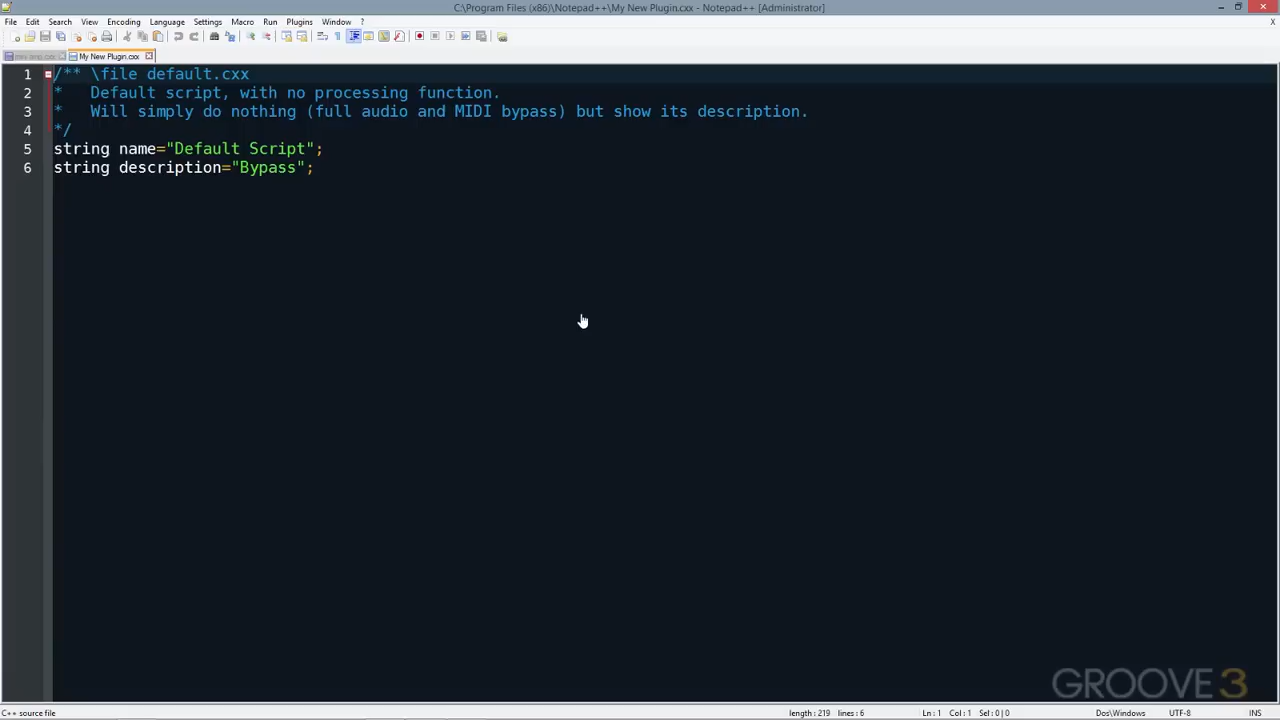 C:\Program Files (x86)\Notepad++\My New Plugin.cxx - Notepad++ [Administrator]
File Edit Search View Encoding Language Settings Macro Run Plugins Window ? X
My New Plugin.cxx
1 /** \file default.cxx
2 *   Default script, with no processing function.
3 *   Will simply do nothing (full audio and MIDI bypass) but show its description.
4 */
5 string name="Default Script";
6 string description="Bypass";
GROOVE 3
C++ source file length : 219 lines : 6 Ln : 1 Col : 1 Sel : 0 | 0 Dos\Windows UTF-8 INS